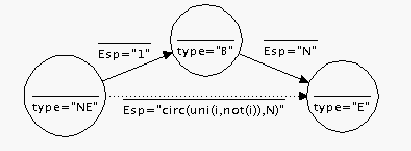 Esp="1"
type="B"
Esp="N"
type="NE"
Esp="circ(uni(i,not(i)),N)"
type="E"